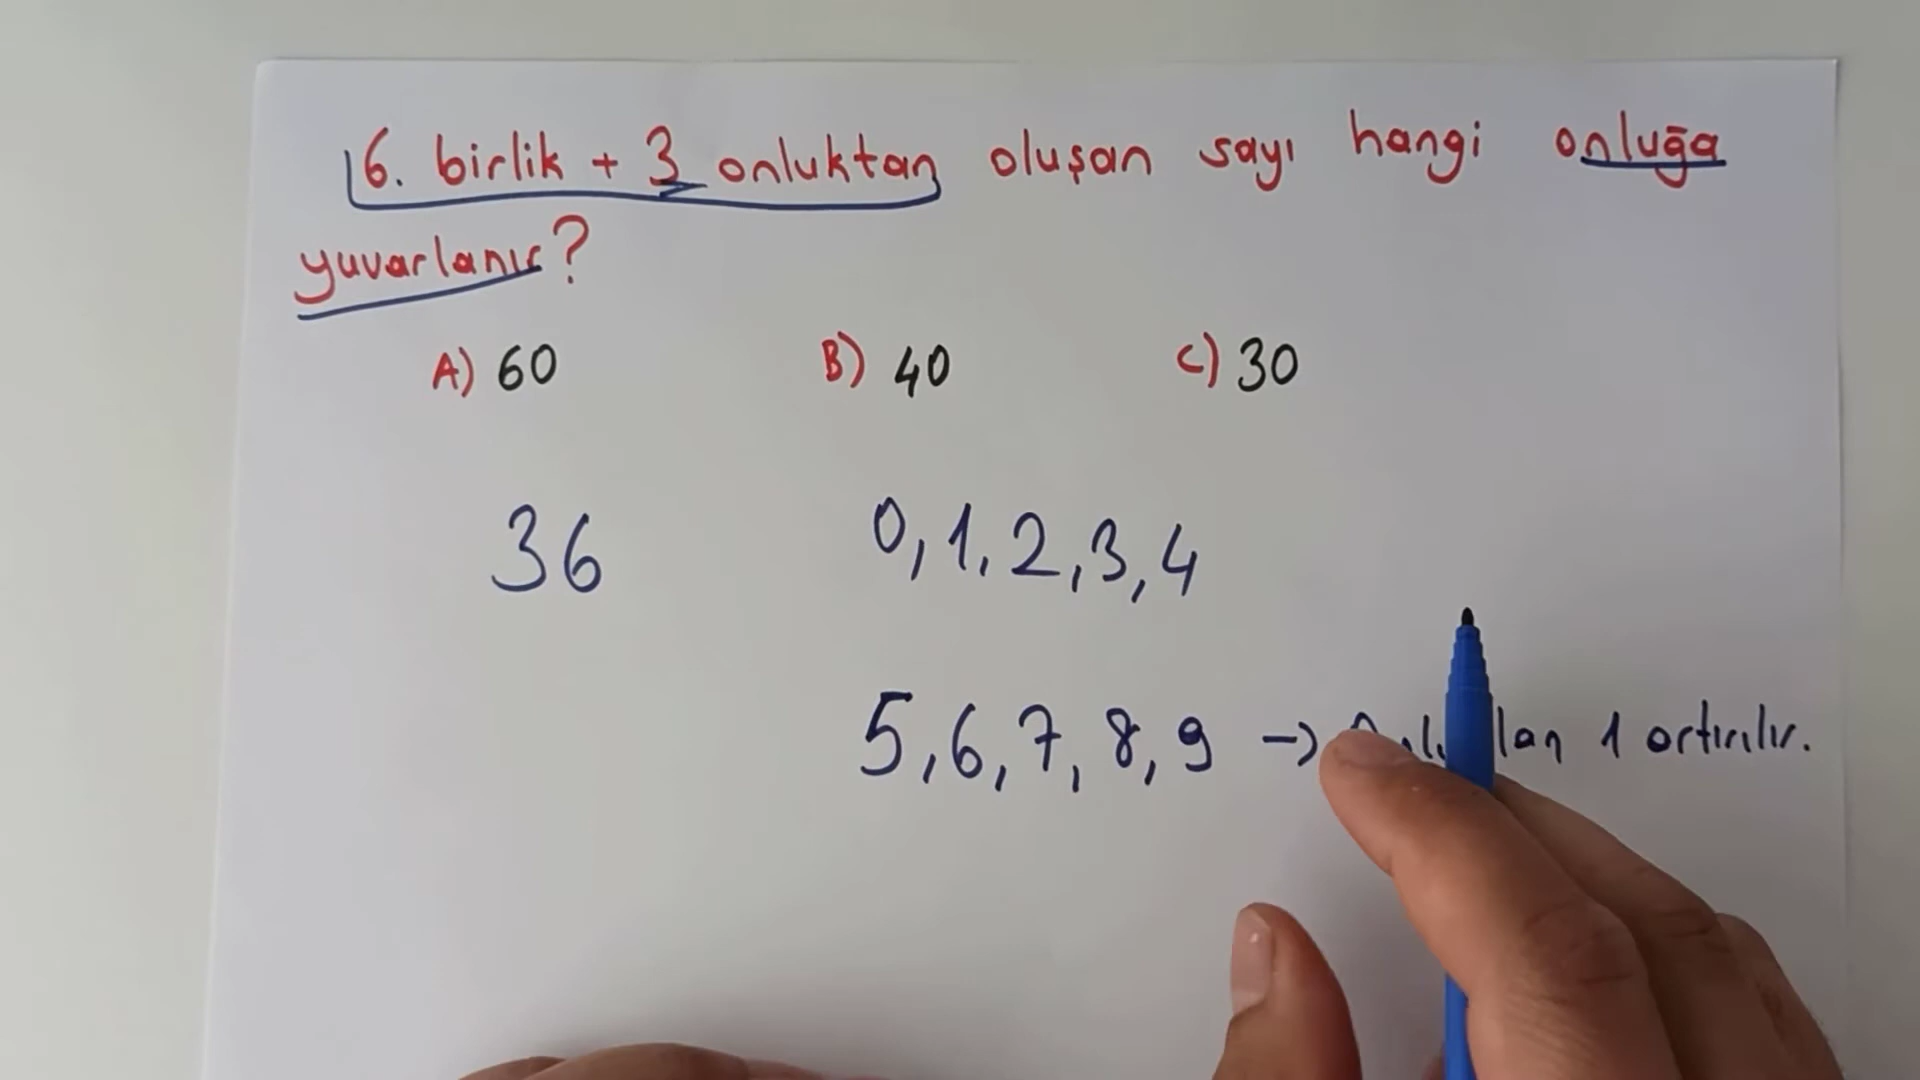 6. birlik + 3 onluktan oluşan sayı hangi onluğa
yuvarlanır?
A) 60 B) 40 C) 30
36 0, 1, 2, 3, 4
5, 6, 7, 8, 9 → 1 artırılır.